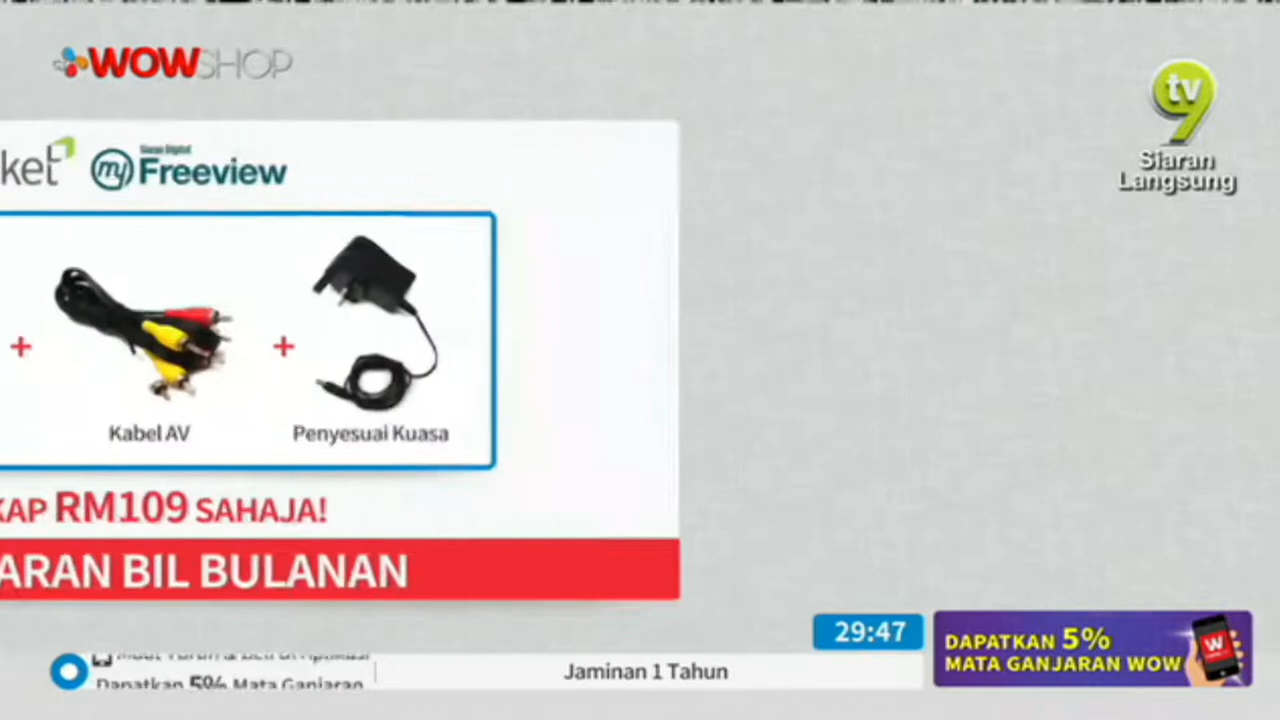 WOWSHOP
tv9
Siaran
Langsung
ket
my Freeview
Siaran Digital
+
+
Kabel AV
Penyesuai Kuasa
KAP RM109 SAHAJA!
ARAN BIL BULANAN
29:47
DAPATKAN 5%
MATA GANJARAN WOW
W
Dapatkan 5% Mata Ganjaran
Jaminan 1 Tahun